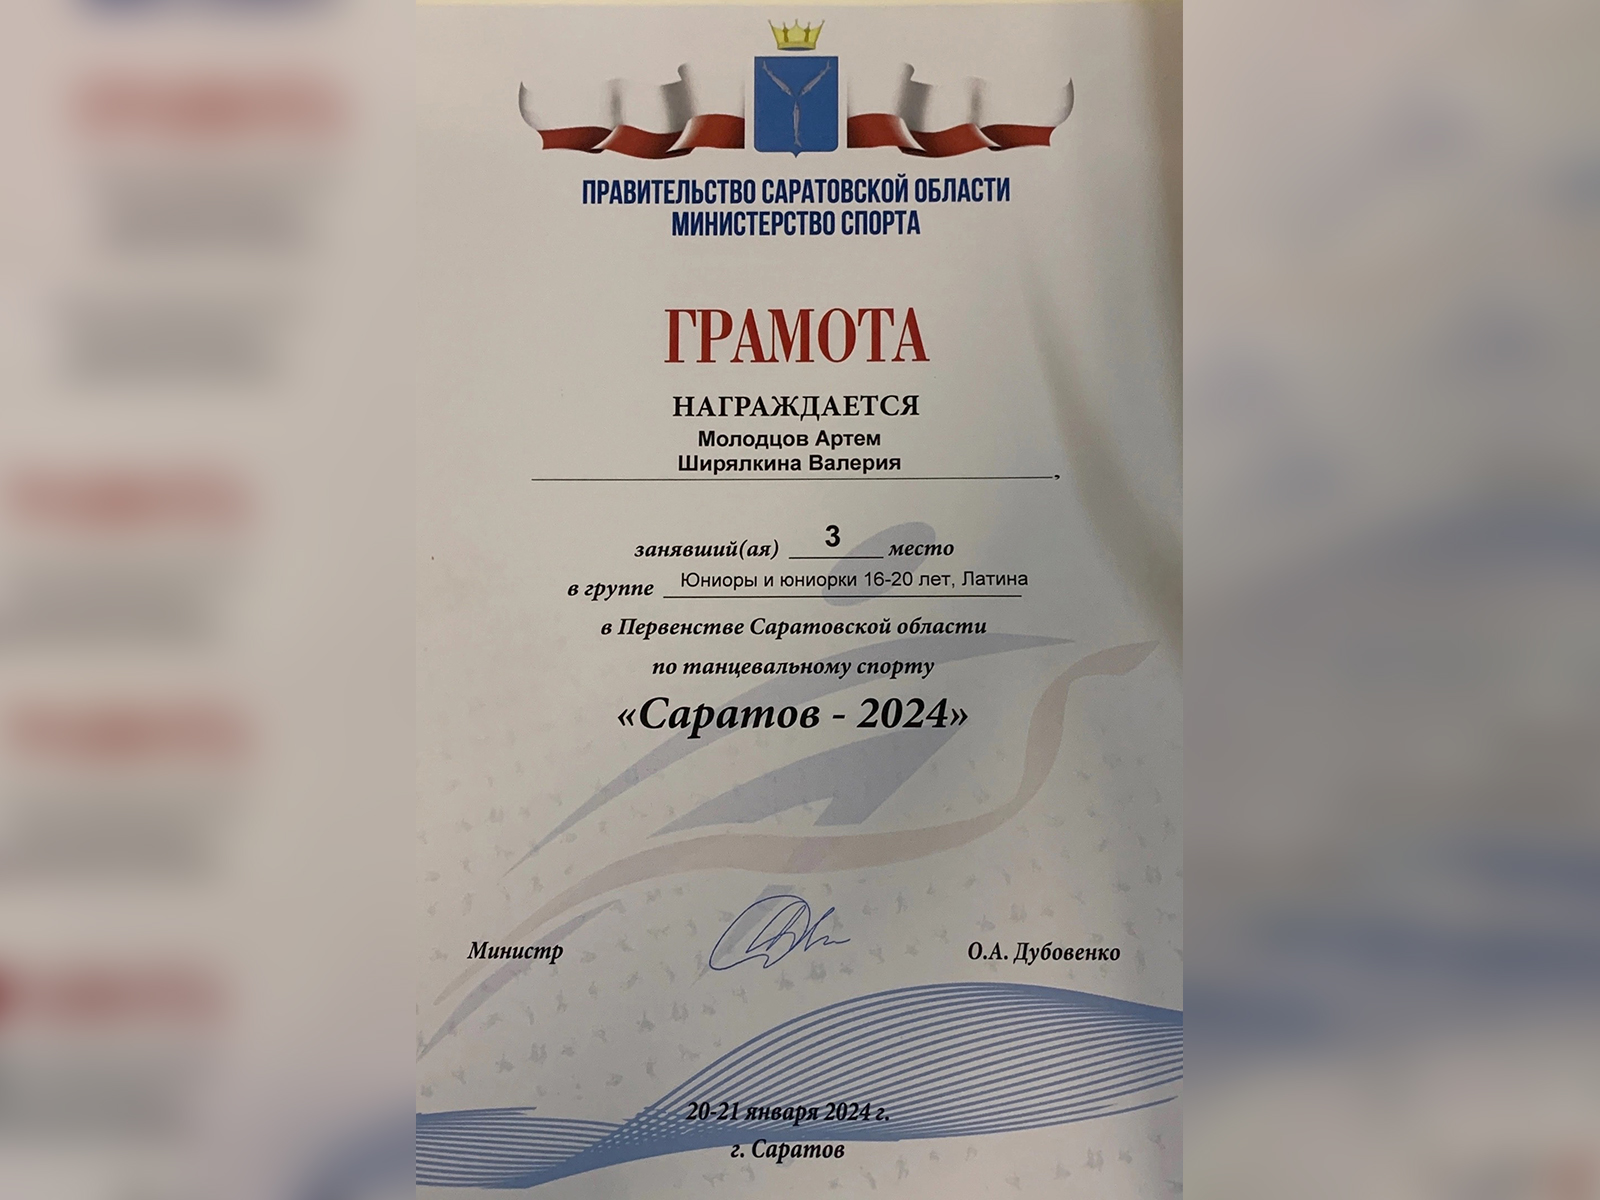 ПРАВИТЕЛЬСТВО САРАТОВСКОЙ ОБЛАСТИ
МИНИСТЕРСТВО СПОРТА
ГРАМОТА
НАГРАЖДАЕТСЯ
Молодцов Артем
Ширялкина Валерия,
занявший(ая) 3 место
в группе Юниоры и юниорки 16-20 лет, Латина
в Первенстве Саратовской области
по танцевальному спорту
«Саратов - 2024»
Министр О.А. Дубовенко
20-21 января 2024 г.
г. Саратов